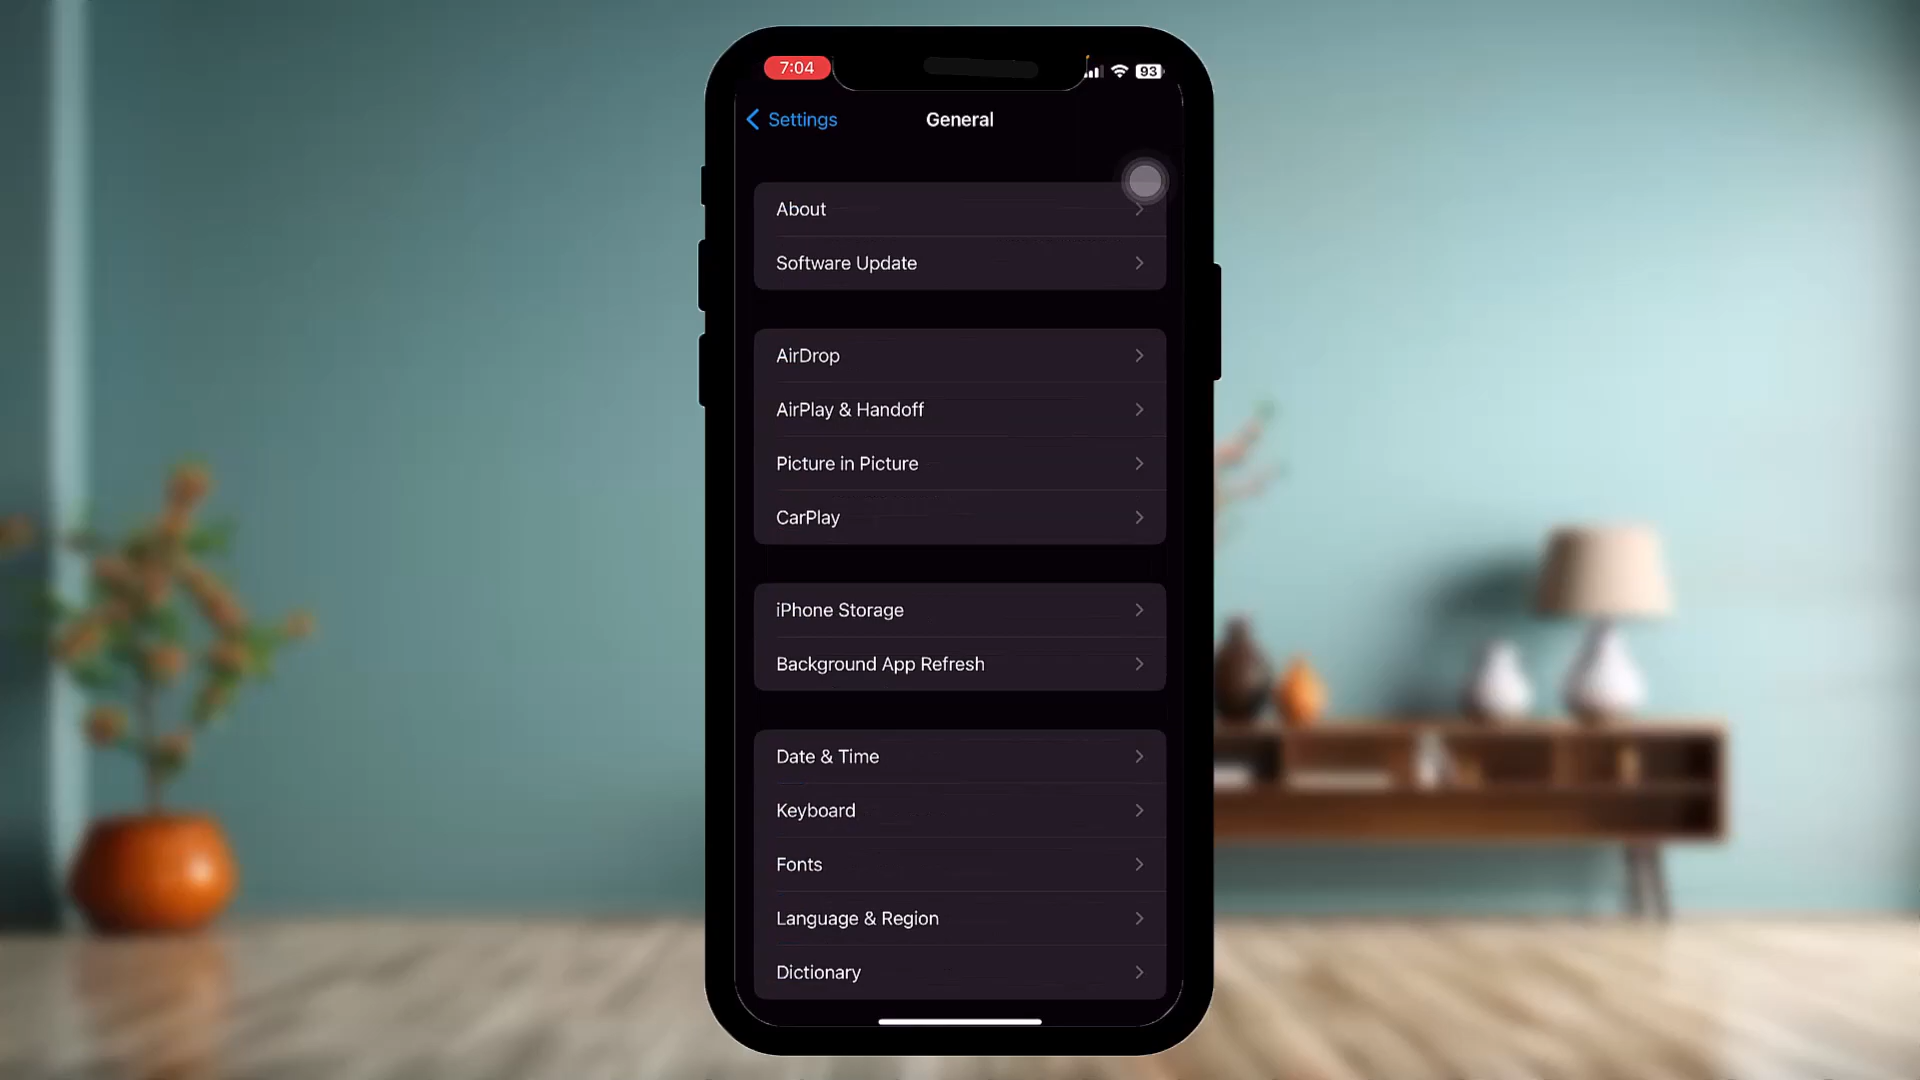 7:04
93
Settings
General
About
Software Update
AirDrop
AirPlay & Handoff
Picture in Picture
CarPlay
iPhone Storage
Background App Refresh
Date & Time
Keyboard
Fonts
Language & Region
Dictionary